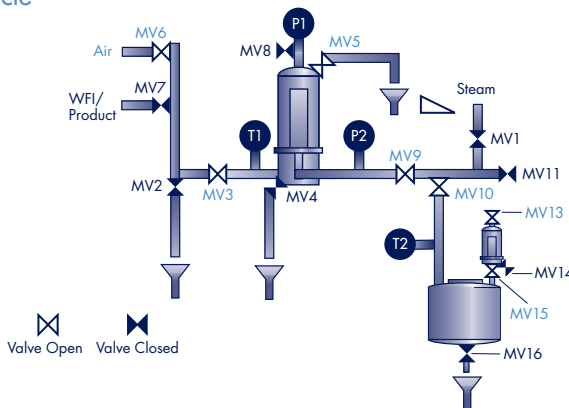 MV6
Air
MV7
WFI/
Product
MV2
MV3
T1
MV8
P1
MV5
MV4
P2
MV9
Steam
MV1
MV11
MV10
T2
MV13
MV14
MV15
MV16
Valve Open
Valve Closed